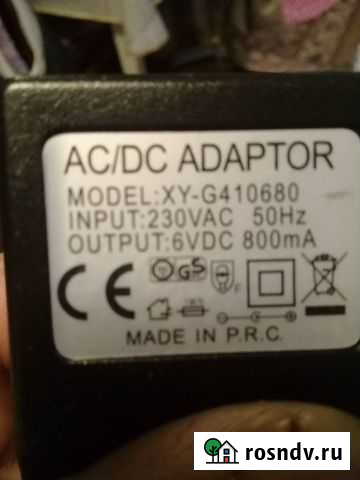 AC/DC ADAPTOR
MODEL:XY-G410680
INPUT:230VAC 50Hz
OUTPUT:6VDC 800mA
CE
GS
MADE IN P.R.C.
rosndv.ru